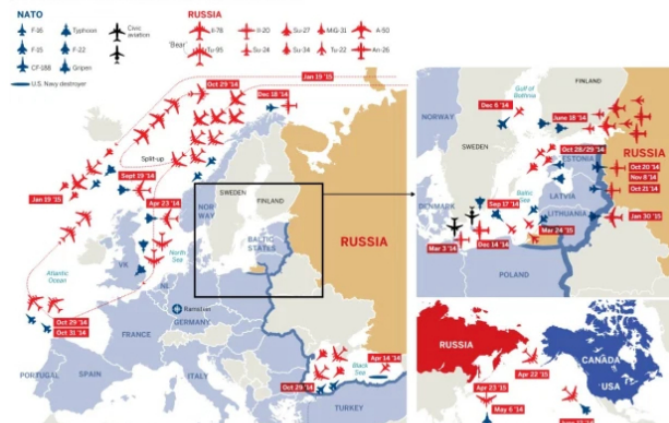 NATO
F-16
Typhoon
Civic
aviation
F-15
F-22
CF-188
Gripen
U.S. Navy destroyer
RUSSIA
Il-76
Il-20
Su-27
MiG-31
A-50
'Bear'
Tu-95
Su-24
Su-34
Tu-22
An-26
Jan 19 '15
Oct 29 '14
Dec 18 '14
Split-up
Sept 19 '14
Jan 19 '15
Apr 23 '14
SWEDEN
NOR
WAY
FINLAND
BALTIC
STATES
RUSSIA
North
Sea
UK
NL
Atlantic
Ocean
Ramstein
GERMANY
FRANCE
Oct 29 '14
Oct 31 '14
PORTUGAL
SPAIN
ITALY
Apr 14 '14
Black
Sea
Oct 29 '14
TURKEY
FINLAND
Gulf of
Bothnia
NORWAY
Dec 6 '14
June 18 '14
SWEDEN
RUSSIA
Oct 28/29 '14
ESTONIA
Oct 20 '14
Nov 8 '14
Oct 21 '14
Baltic
Sea
LATVIA
DENMARK
Sep 17 '14
LITHUANIA
Jan 30 '15
Mar 24 '15
Mar 3 '14
Dec 14 '14
POLAND
RUSSIA
CANADA
USA
Apr 22 '15
Apr 23 '15
May 6 '14